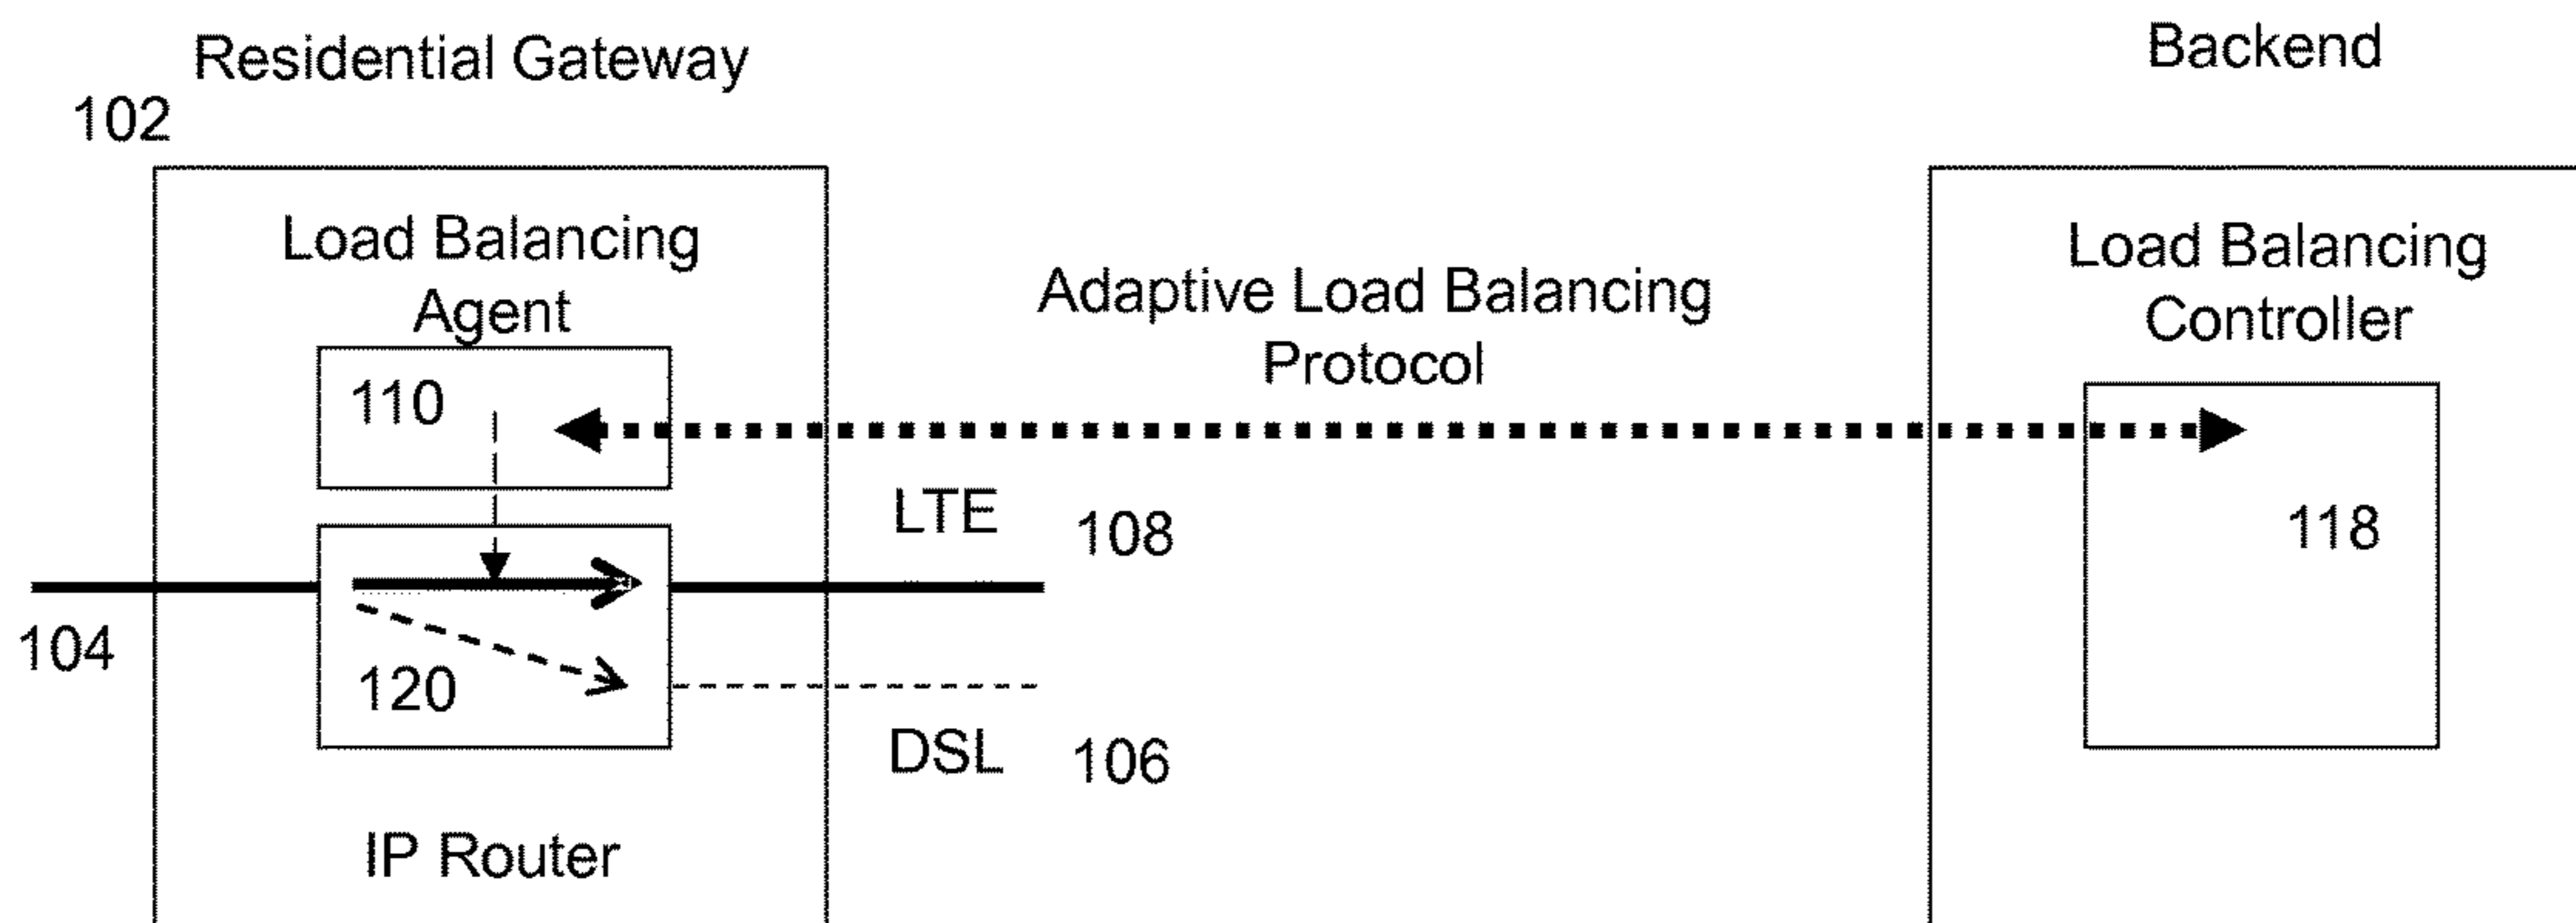 Residential Gateway
Backend
102
Load Balancing
Agent
110
Adaptive Load Balancing
Protocol
Load Balancing
Controller
118
LTE
108
104
120
DSL
106
IP Router